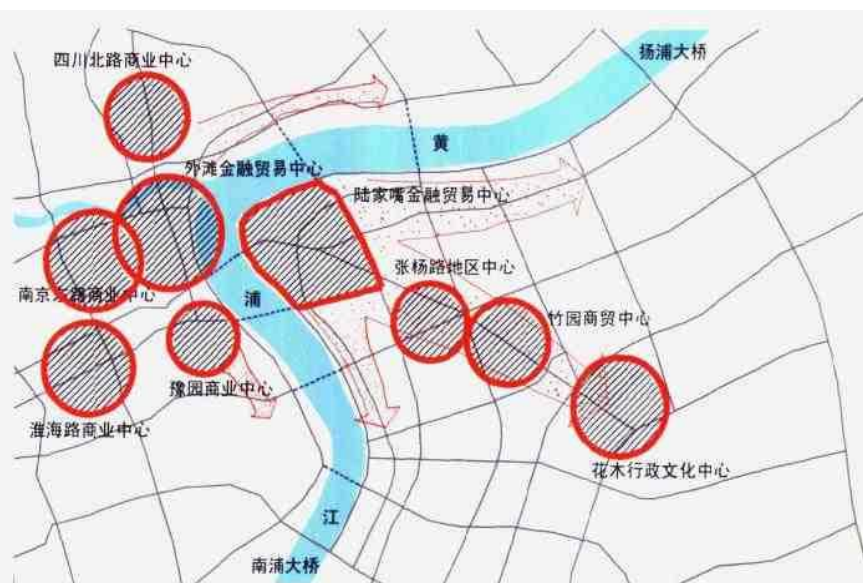 扬浦大桥
四川北路商业中心
黄
外滩金融贸易中心
陆家嘴金融贸易中心
张杨路地区中心
南京东路商业中心
浦
竹园商贸中心
豫园商业中心
淮海路商业中心
花木行政文化中心
江
南浦大桥